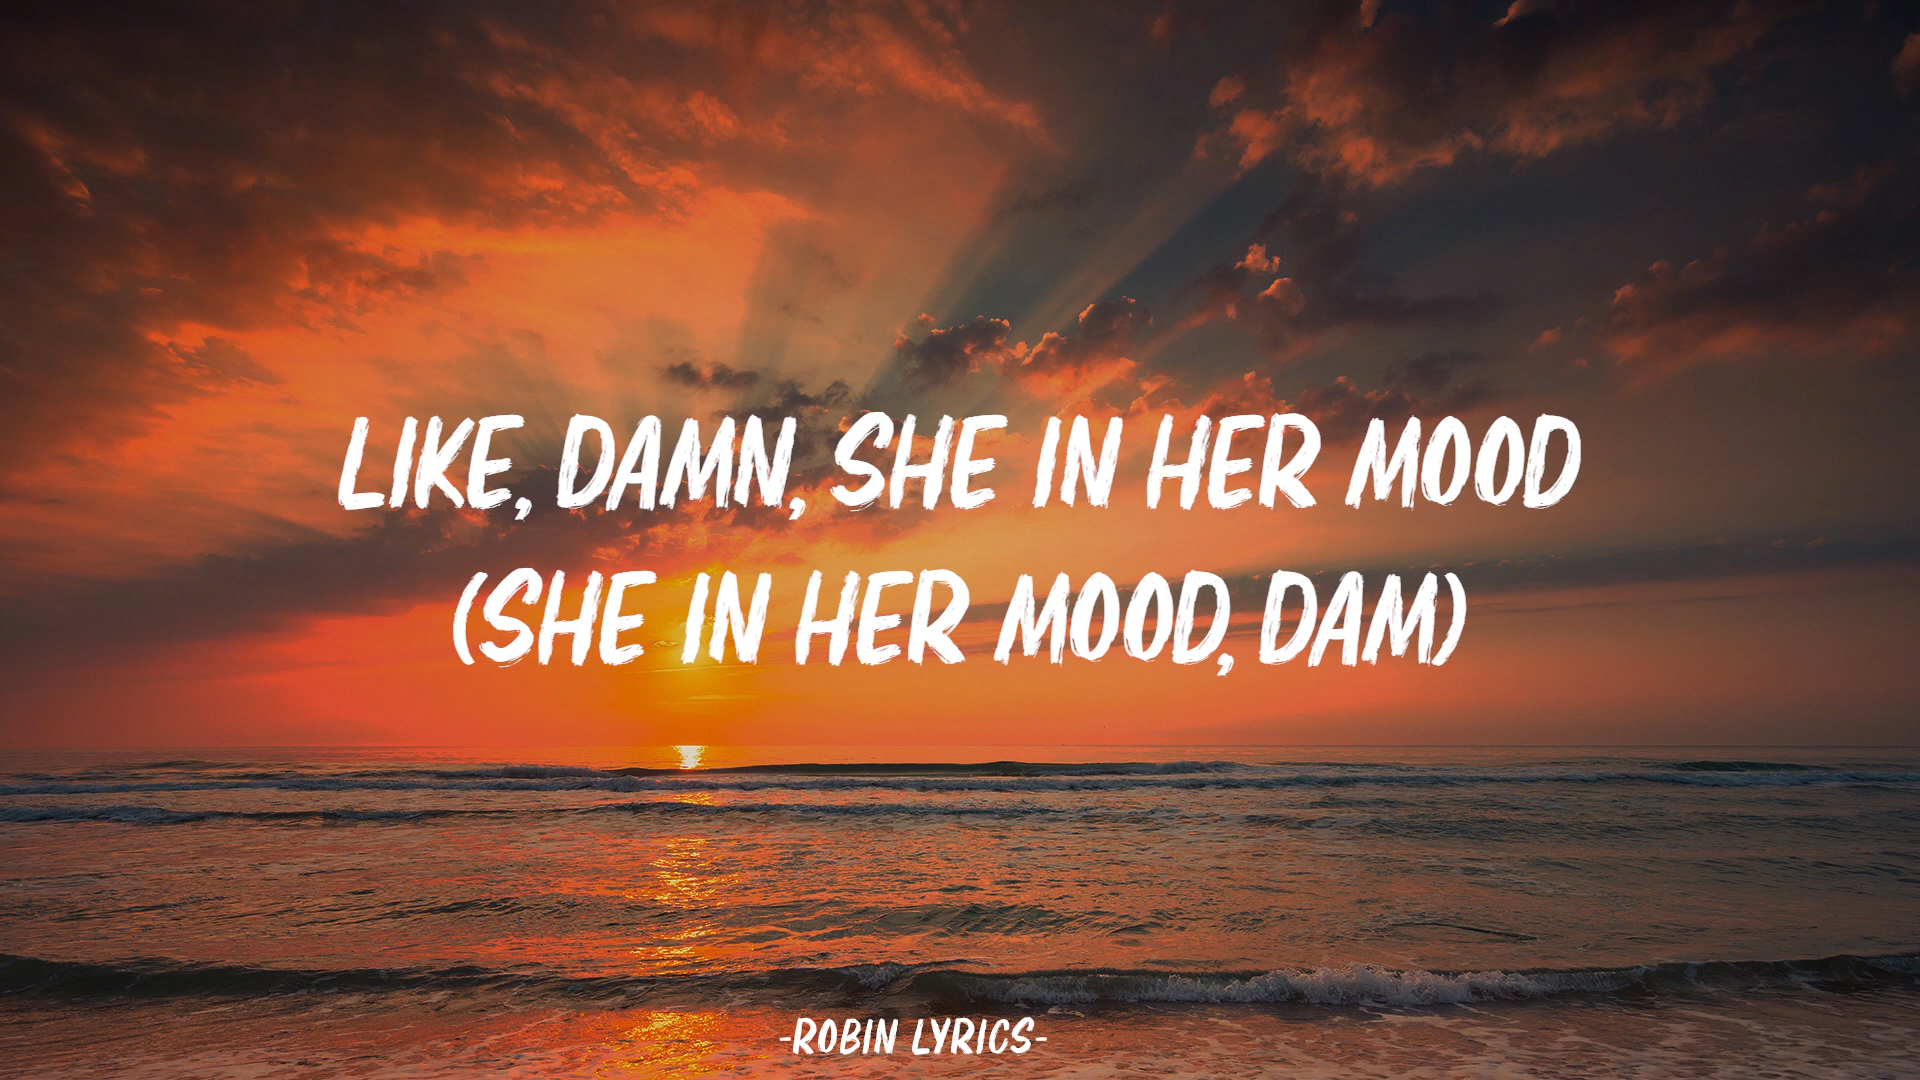 LIKE, DAMN, SHE IN HER MOOD
(SHE IN HER MOOD, DAM)
-ROBIN LYRICS-